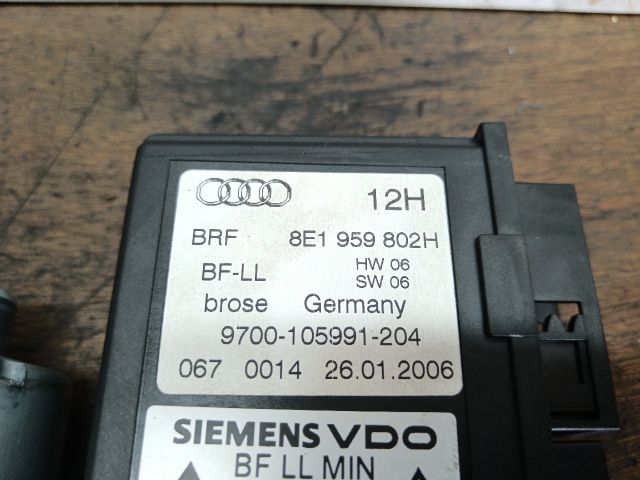 12H
BRF 8E1 959 802H
BF-LL HW 06
SW 06
brose Germany
9700-105991-204
067 0014 26.01.2006
SIEMENS VDO
BF LL MIN